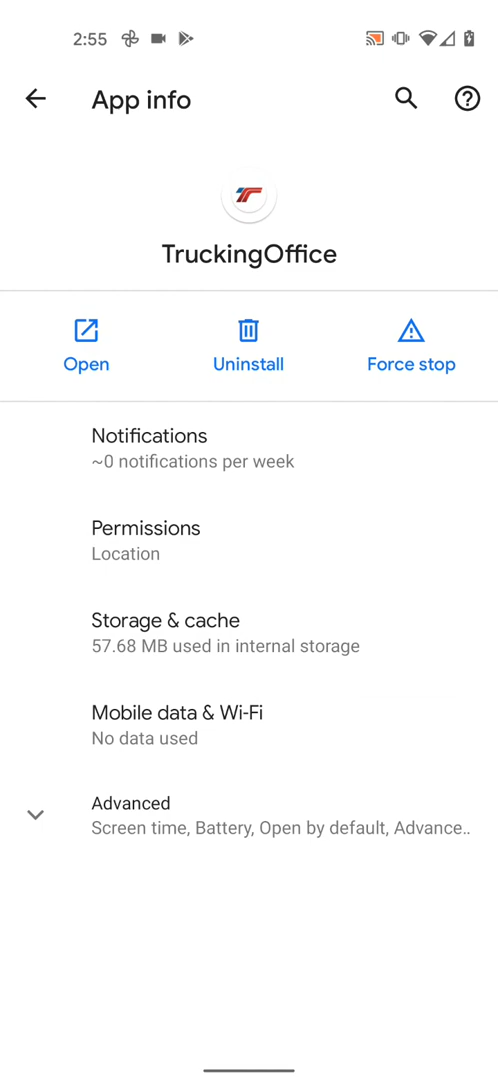 2:55
App info
TruckingOffice
Open Uninstall Force stop
Notifications
~0 notifications per week
Permissions
Location
Storage & cache
57.68 MB used in internal storage
Mobile data & Wi-Fi
No data used
Advanced
Screen time, Battery, Open by default, Advance..